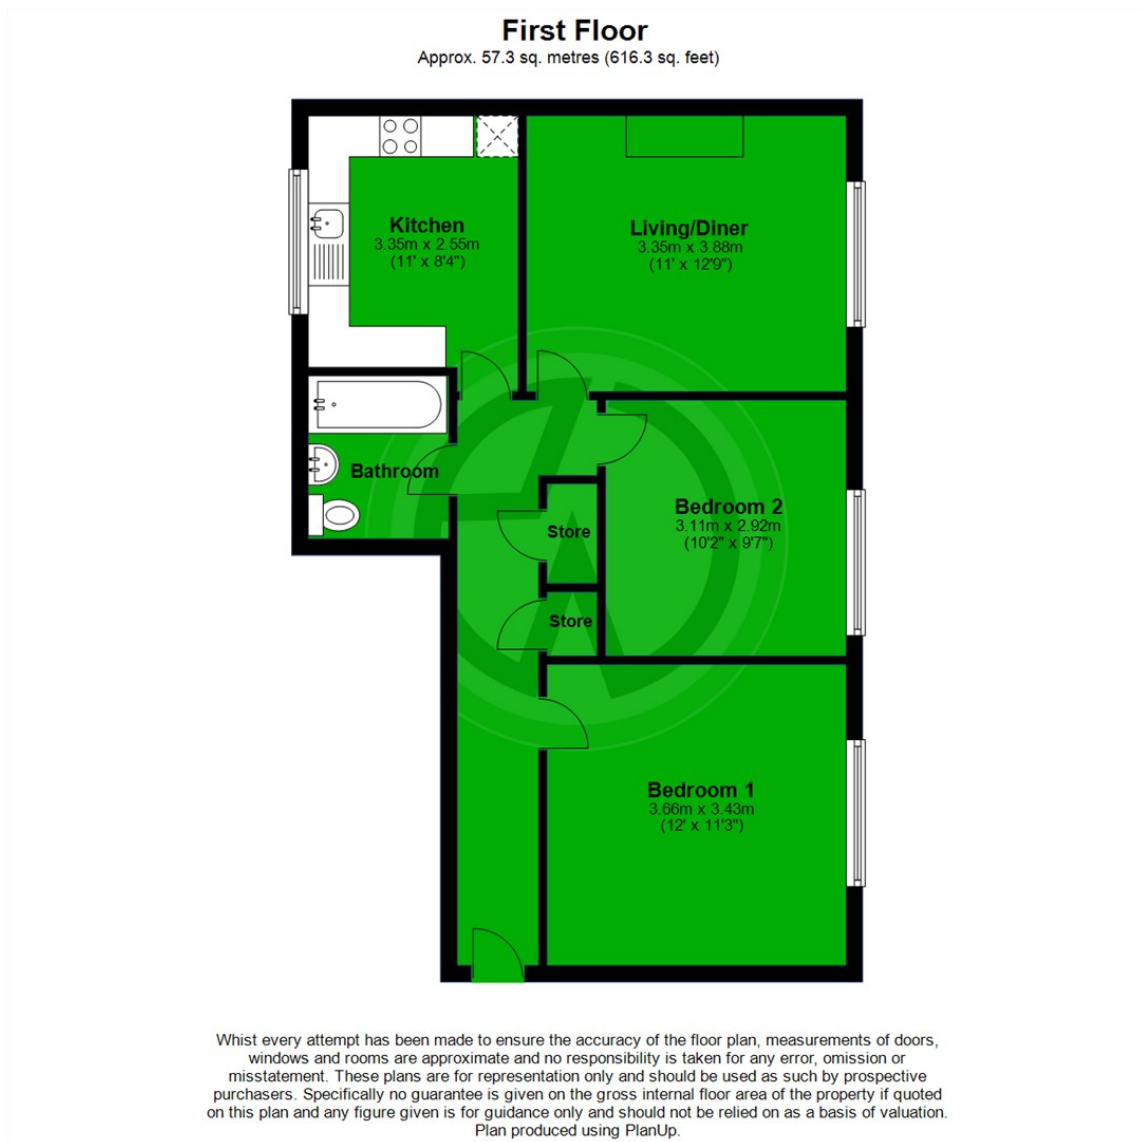 First Floor
Approx. 57.3 sq. metres (616.3 sq. feet)
Kitchen
3.35m x 2.55m
(11' x 8'4")
Living/Diner
3.35m x 3.88m
(11' x 12'9")
Bathroom
Bedroom 2
3.11m x 2.92m
(10'2" x 9'7")
Store
Store
Bedroom 1
3.66m x 3.43m
(12' x 11'3")
Whist every attempt has been made to ensure the accuracy of the floor plan, measurements of doors,
windows and rooms are approximate and no responsibility is taken for any error, omission or
misstatement. These plans are for representation only and should be used as such by prospective
purchasers. Specifically no guarantee is given on the gross internal floor area of the property if quoted
on this plan and any figure given is for guidance only and should not be relied on as a basis of valuation.
Plan produced using PlanUp.